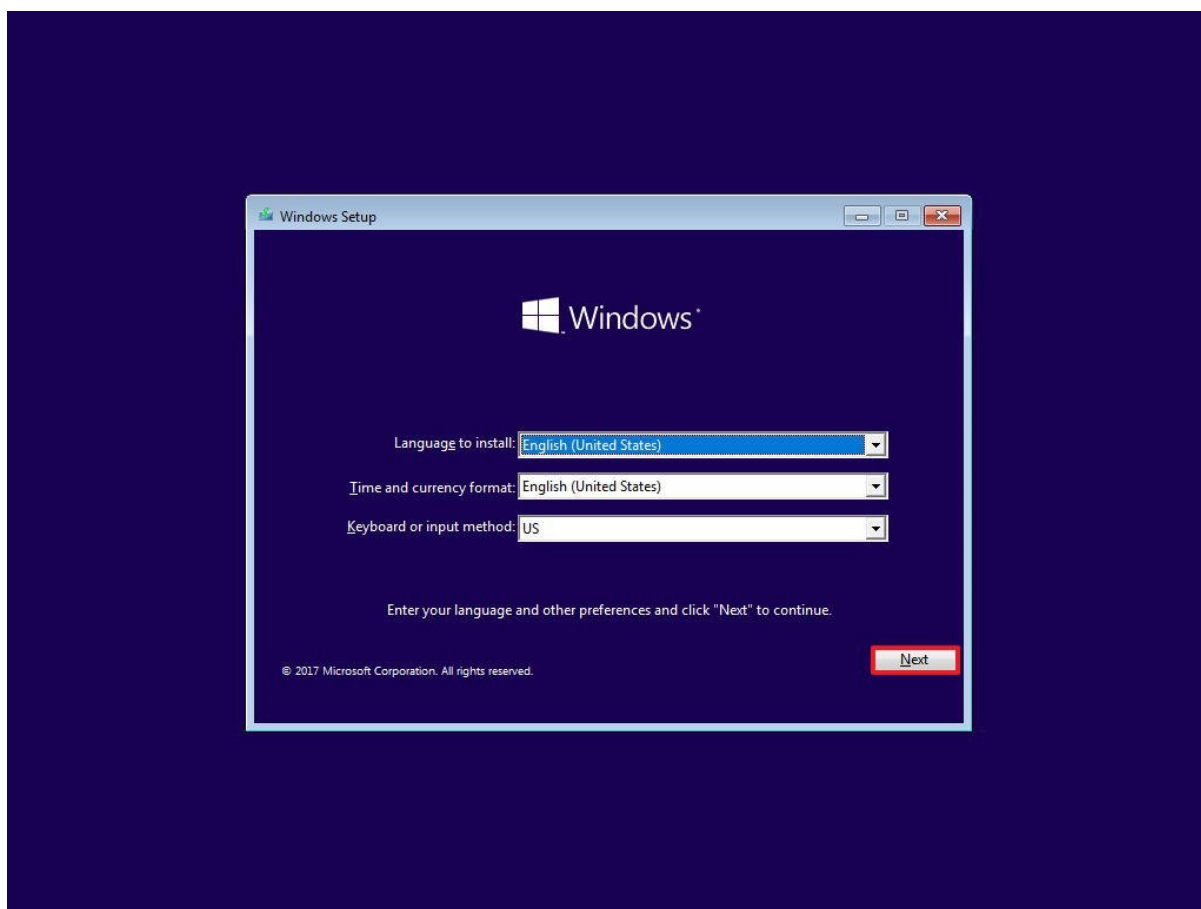 Windows Setup
Windows
Language to install: English (United States)
Time and currency format: English (United States)
Keyboard or input method: US
Enter your language and other preferences and click "Next" to continue.
Next
© 2017 Microsoft Corporation. All rights reserved.